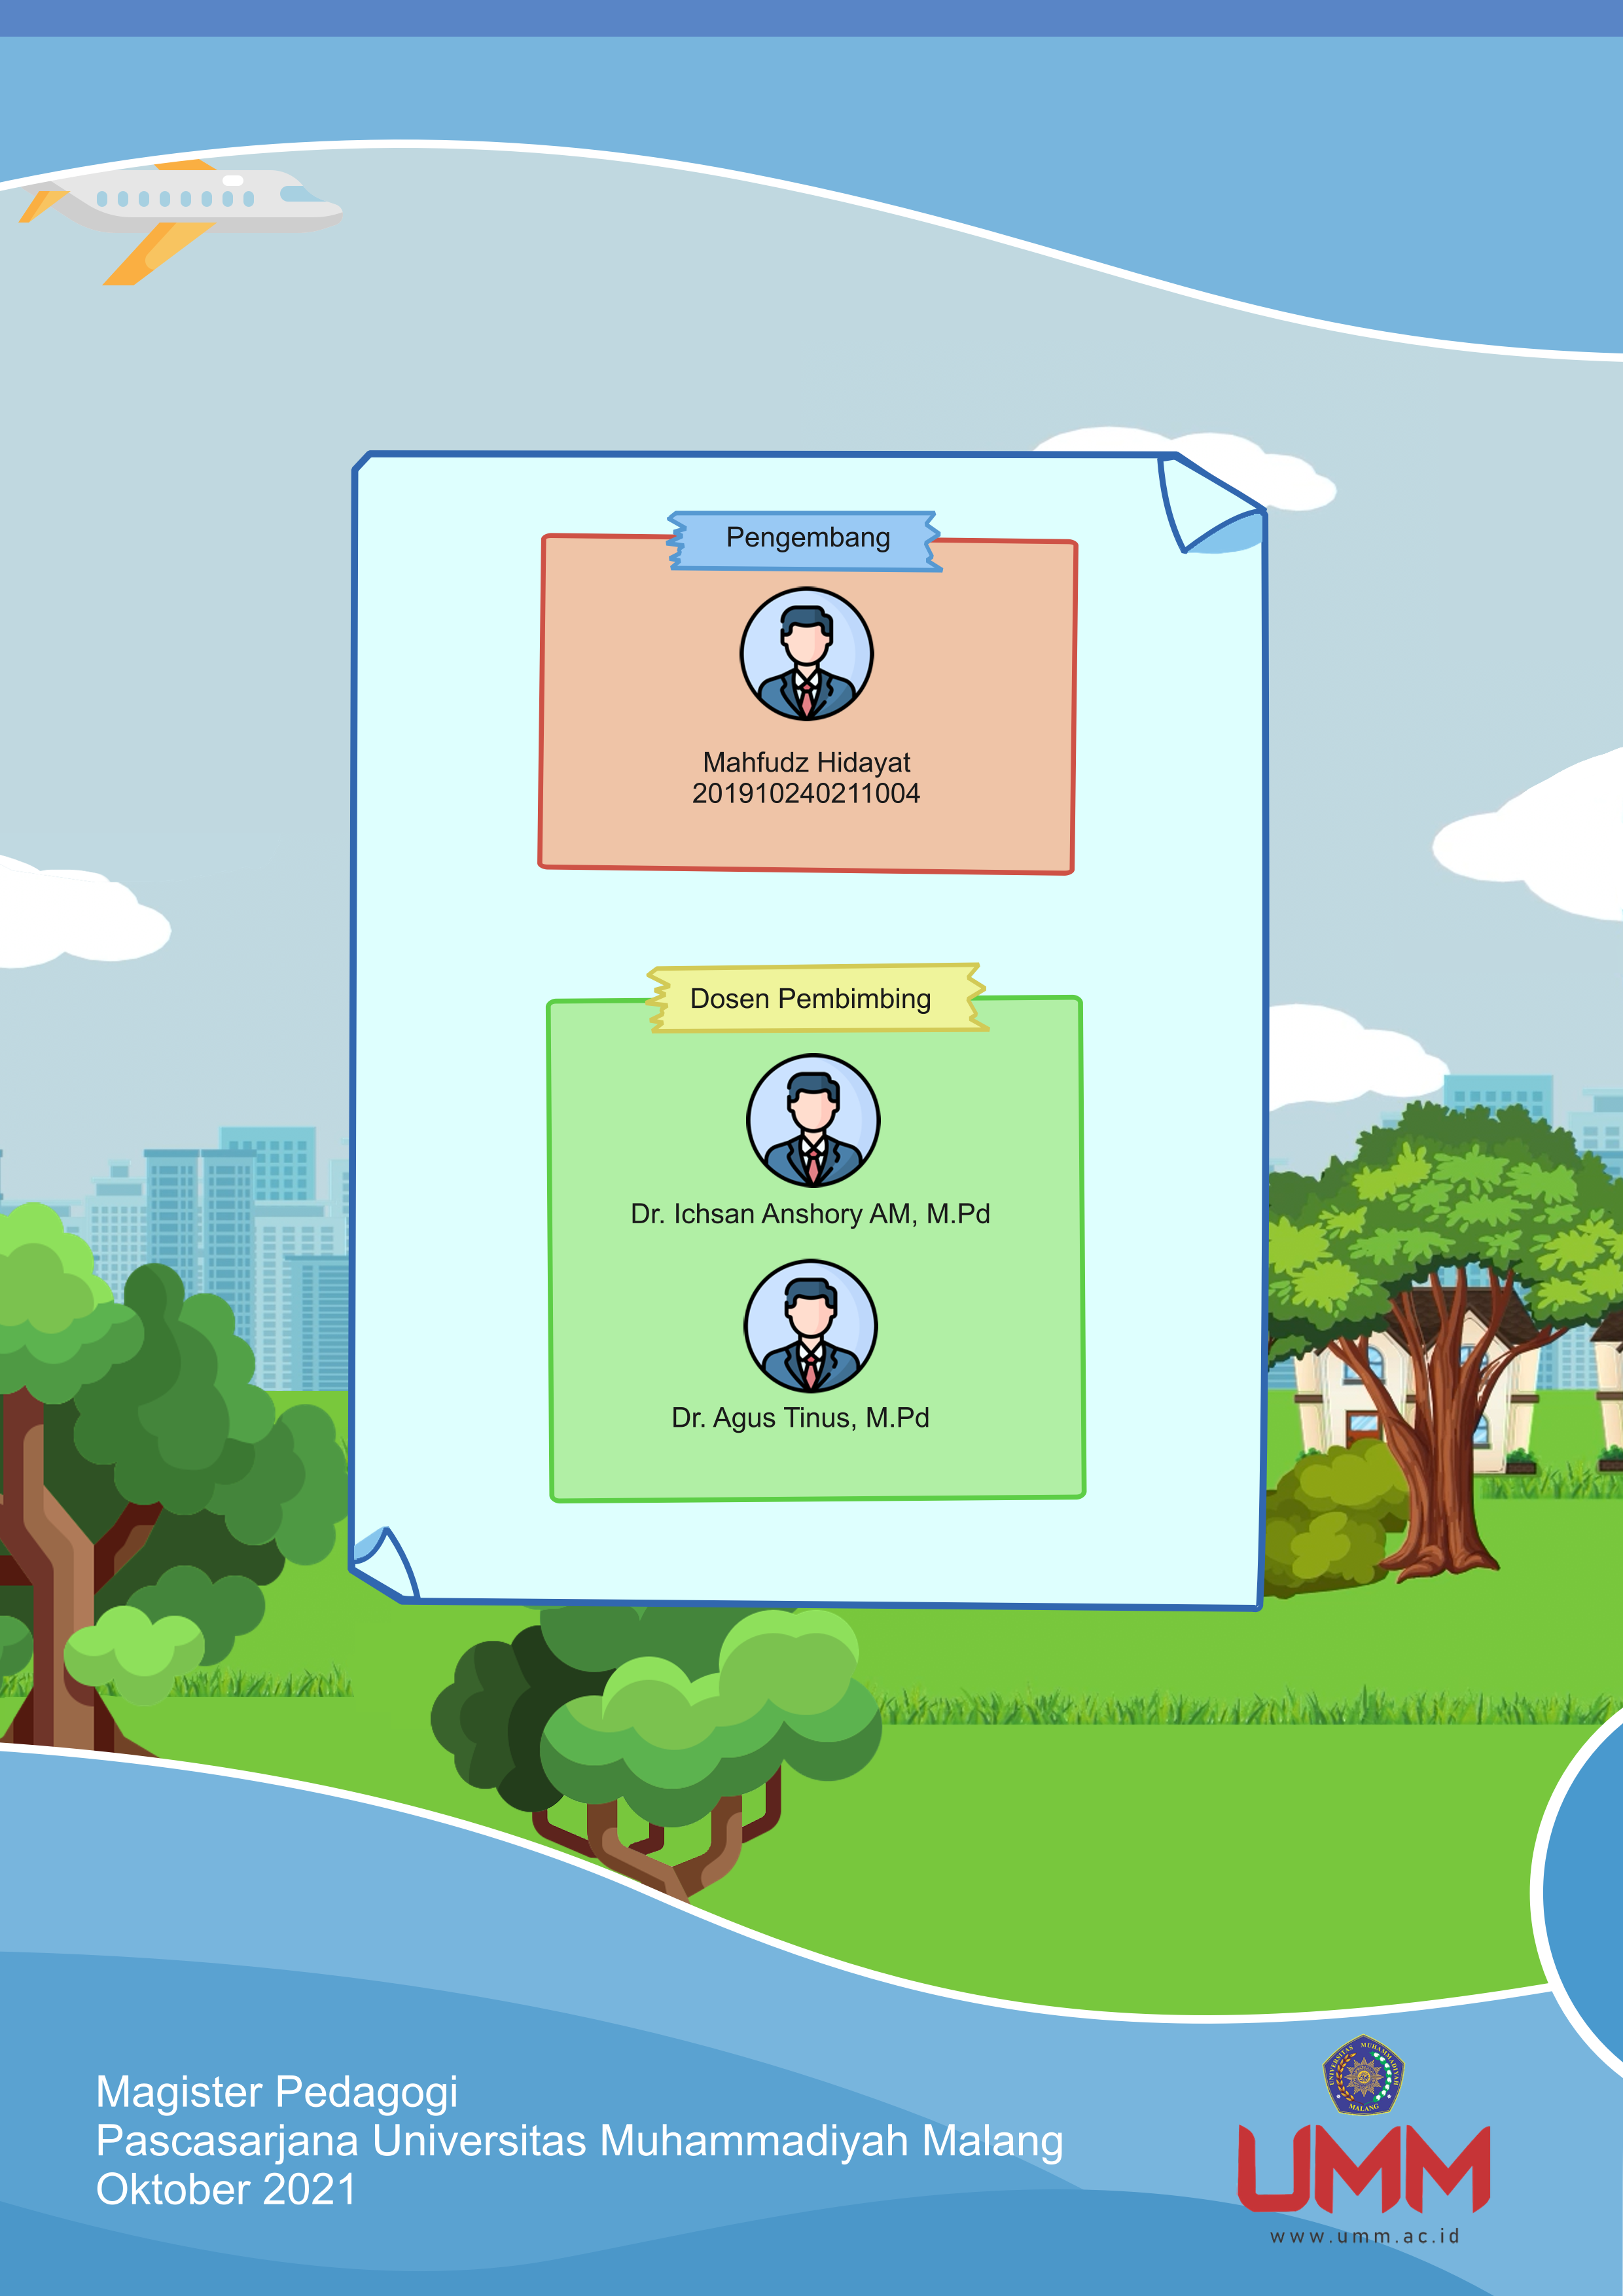 Pengembang
Mahfudz Hidayat
201910240211004
Dosen Pembimbing
Dr. Ichsan Anshory AM, M.Pd
Dr. Agus Tinus, M.Pd
Magister Pedagogi
Pascasarjana Universitas Muhammadiyah Malang
Oktober 2021
UNIVERSITAS MUHAMMADIYAH
MALANG
UMM
www.umm.ac.id